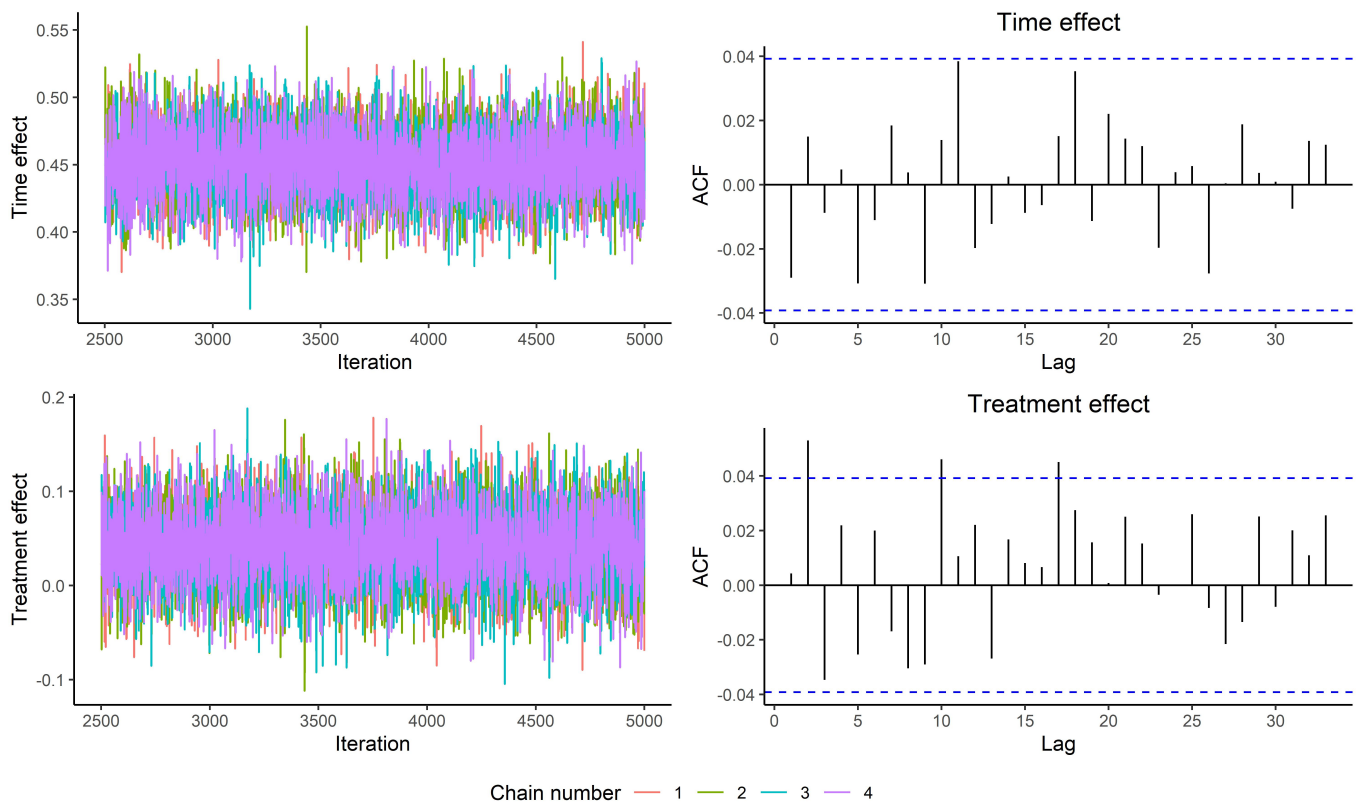 Time effect
0.55
0.50
0.45
0.40
0.35
2500 3000 3500 4000 4500 5000
Iteration
Time effect
ACF
0.04
0.02
0.00
-0.02
-0.04
0 5 10 15 20 25 30
Lag
Treatment effect
0.2
0.1
0.0
-0.1
2500 3000 3500 4000 4500 5000
Iteration
Treatment effect
ACF
0.04
0.02
0.00
-0.02
-0.04
0 5 10 15 20 25 30
Lag
Chain number 1 2 3 4